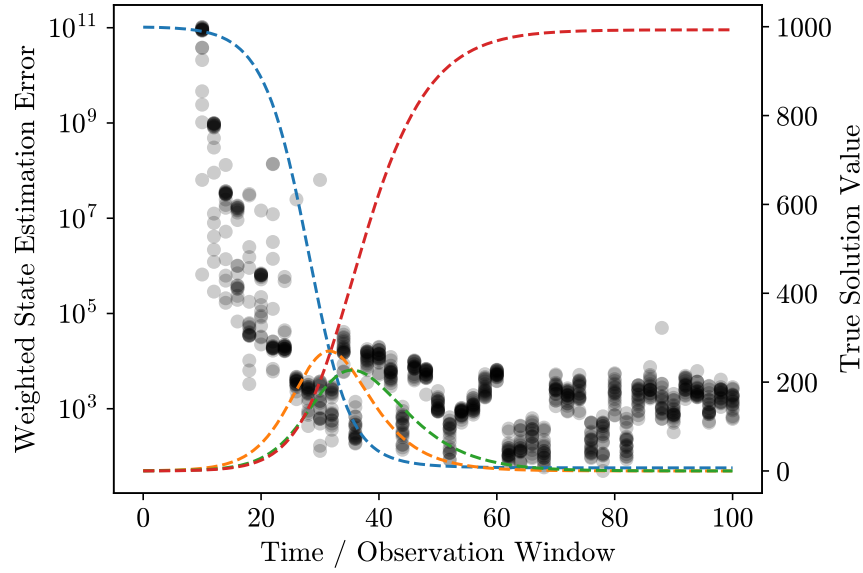 10^11
10^9
10^7
10^5
10^3
Weighted State Estimation Error
1000
800
600
400
200
0
True Solution Value
0 20 40 60 80 100
Time / Observation Window